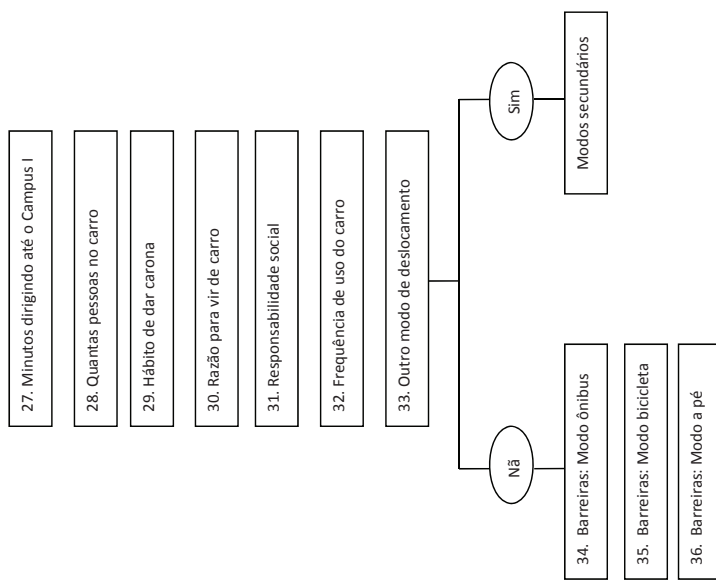 27. Minutos dirigindo até o Campus I
28. Quantas pessoas no carro
29. Hábito de dar carona
30. Razão para vir de carro
31. Responsabilidade social
32. Frequência de uso do carro
33. Outro modo de deslocamento
Nã
Sim
34. Barreiras: Modo ônibus
35. Barreiras: Modo bicicleta
36. Barreiras: Modo a pé
Modos secundários